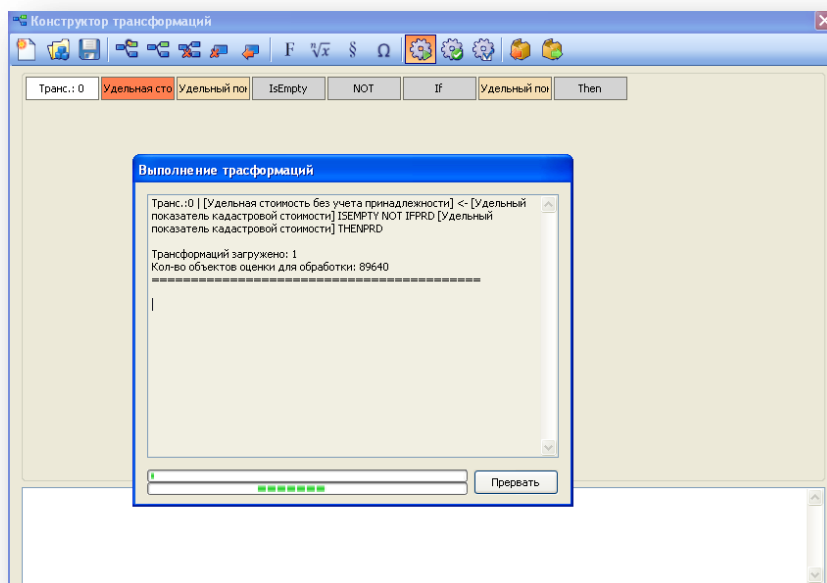 Конструктор трансформаций
F √x § Ω
Транс.: 0 Удельная сто Удельный пок IsEmpty NOT If Удельный пок Then
Выполнение трасформаций
Транс.:0 | [Удельная стоимость без учета принадлежности] <- [Удельный
показатель кадастровой стоимости] ISEMPTY NOT IFPRD [Удельный
показатель кадастровой стоимости] THENPRD
Трансформаций загружено: 1
Кол-во объектов оценки для обработки: 89640
==========================================
Прервать